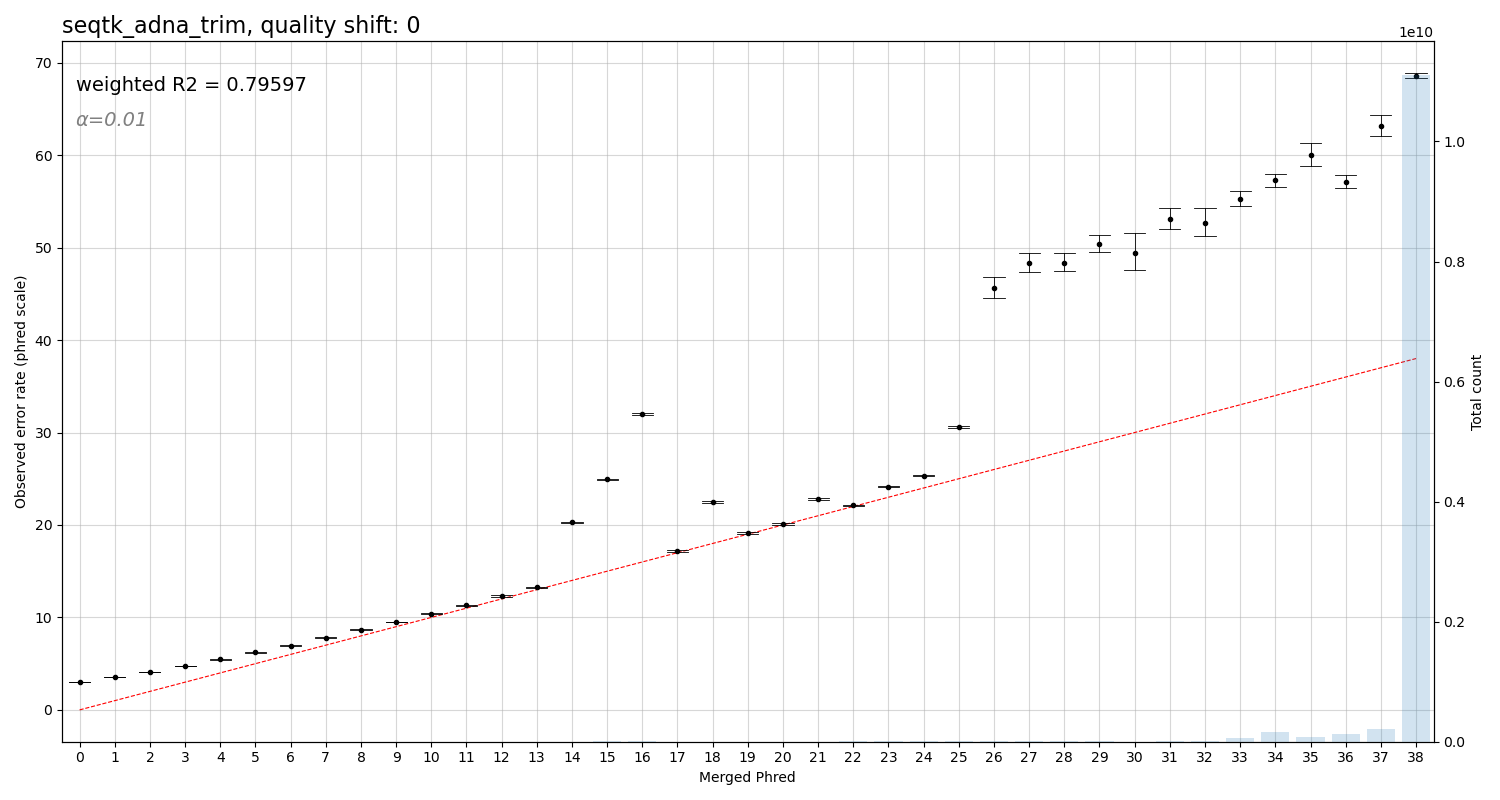 seqtk_adna_trim, quality shift: 0
1e10
weighted R2 = 0.79597
α=0.01
Observed error rate (phred scale)
70
60
50
40
30
20
10
0
Total count
1.0
0.8
0.6
0.4
0.2
0.0
0 1 2 3 4 5 6 7 8 9 10 11 12 13 14 15 16 17 18 19 20 21 22 23 24 25 26 27 28 29 30 31 32 33 34 35 36 37 38
Merged Phred